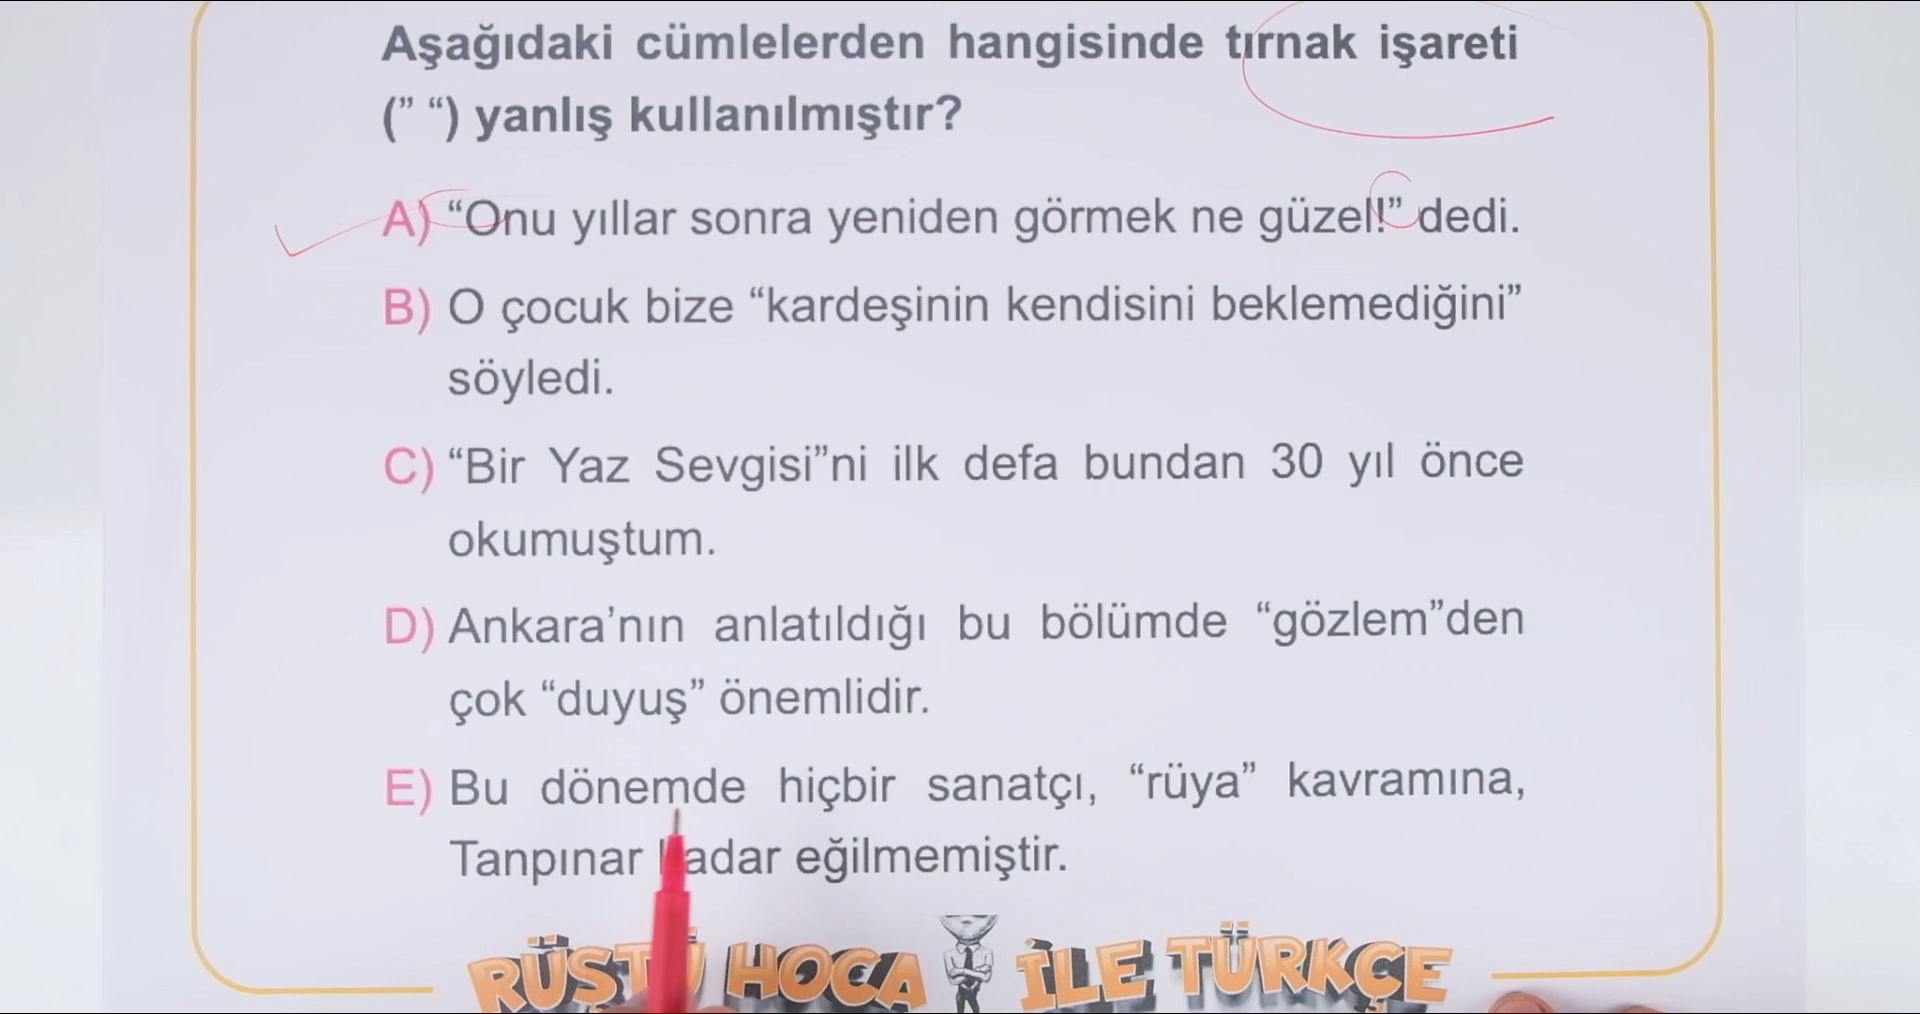 Aşağıdaki cümlelerden hangisinde tırnak işareti
(” “) yanlış kullanılmıştır?
A) “Onu yıllar sonra yeniden görmek ne güzel!” dedi.
B) O çocuk bize “kardeşinin kendisini beklemediğini”
söyledi.
C) “Bir Yaz Sevgisi”ni ilk defa bundan 30 yıl önce
okumuştum.
D) Ankara’nın anlatıldığı bu bölümde “gözlem”den
çok “duyuş” önemlidir.
E) Bu dönemde hiçbir sanatçı, “rüya” kavramına,
Tanpınar kadar eğilmemiştir.
RÜŞTÜ HOCA İLE TÜRKÇE